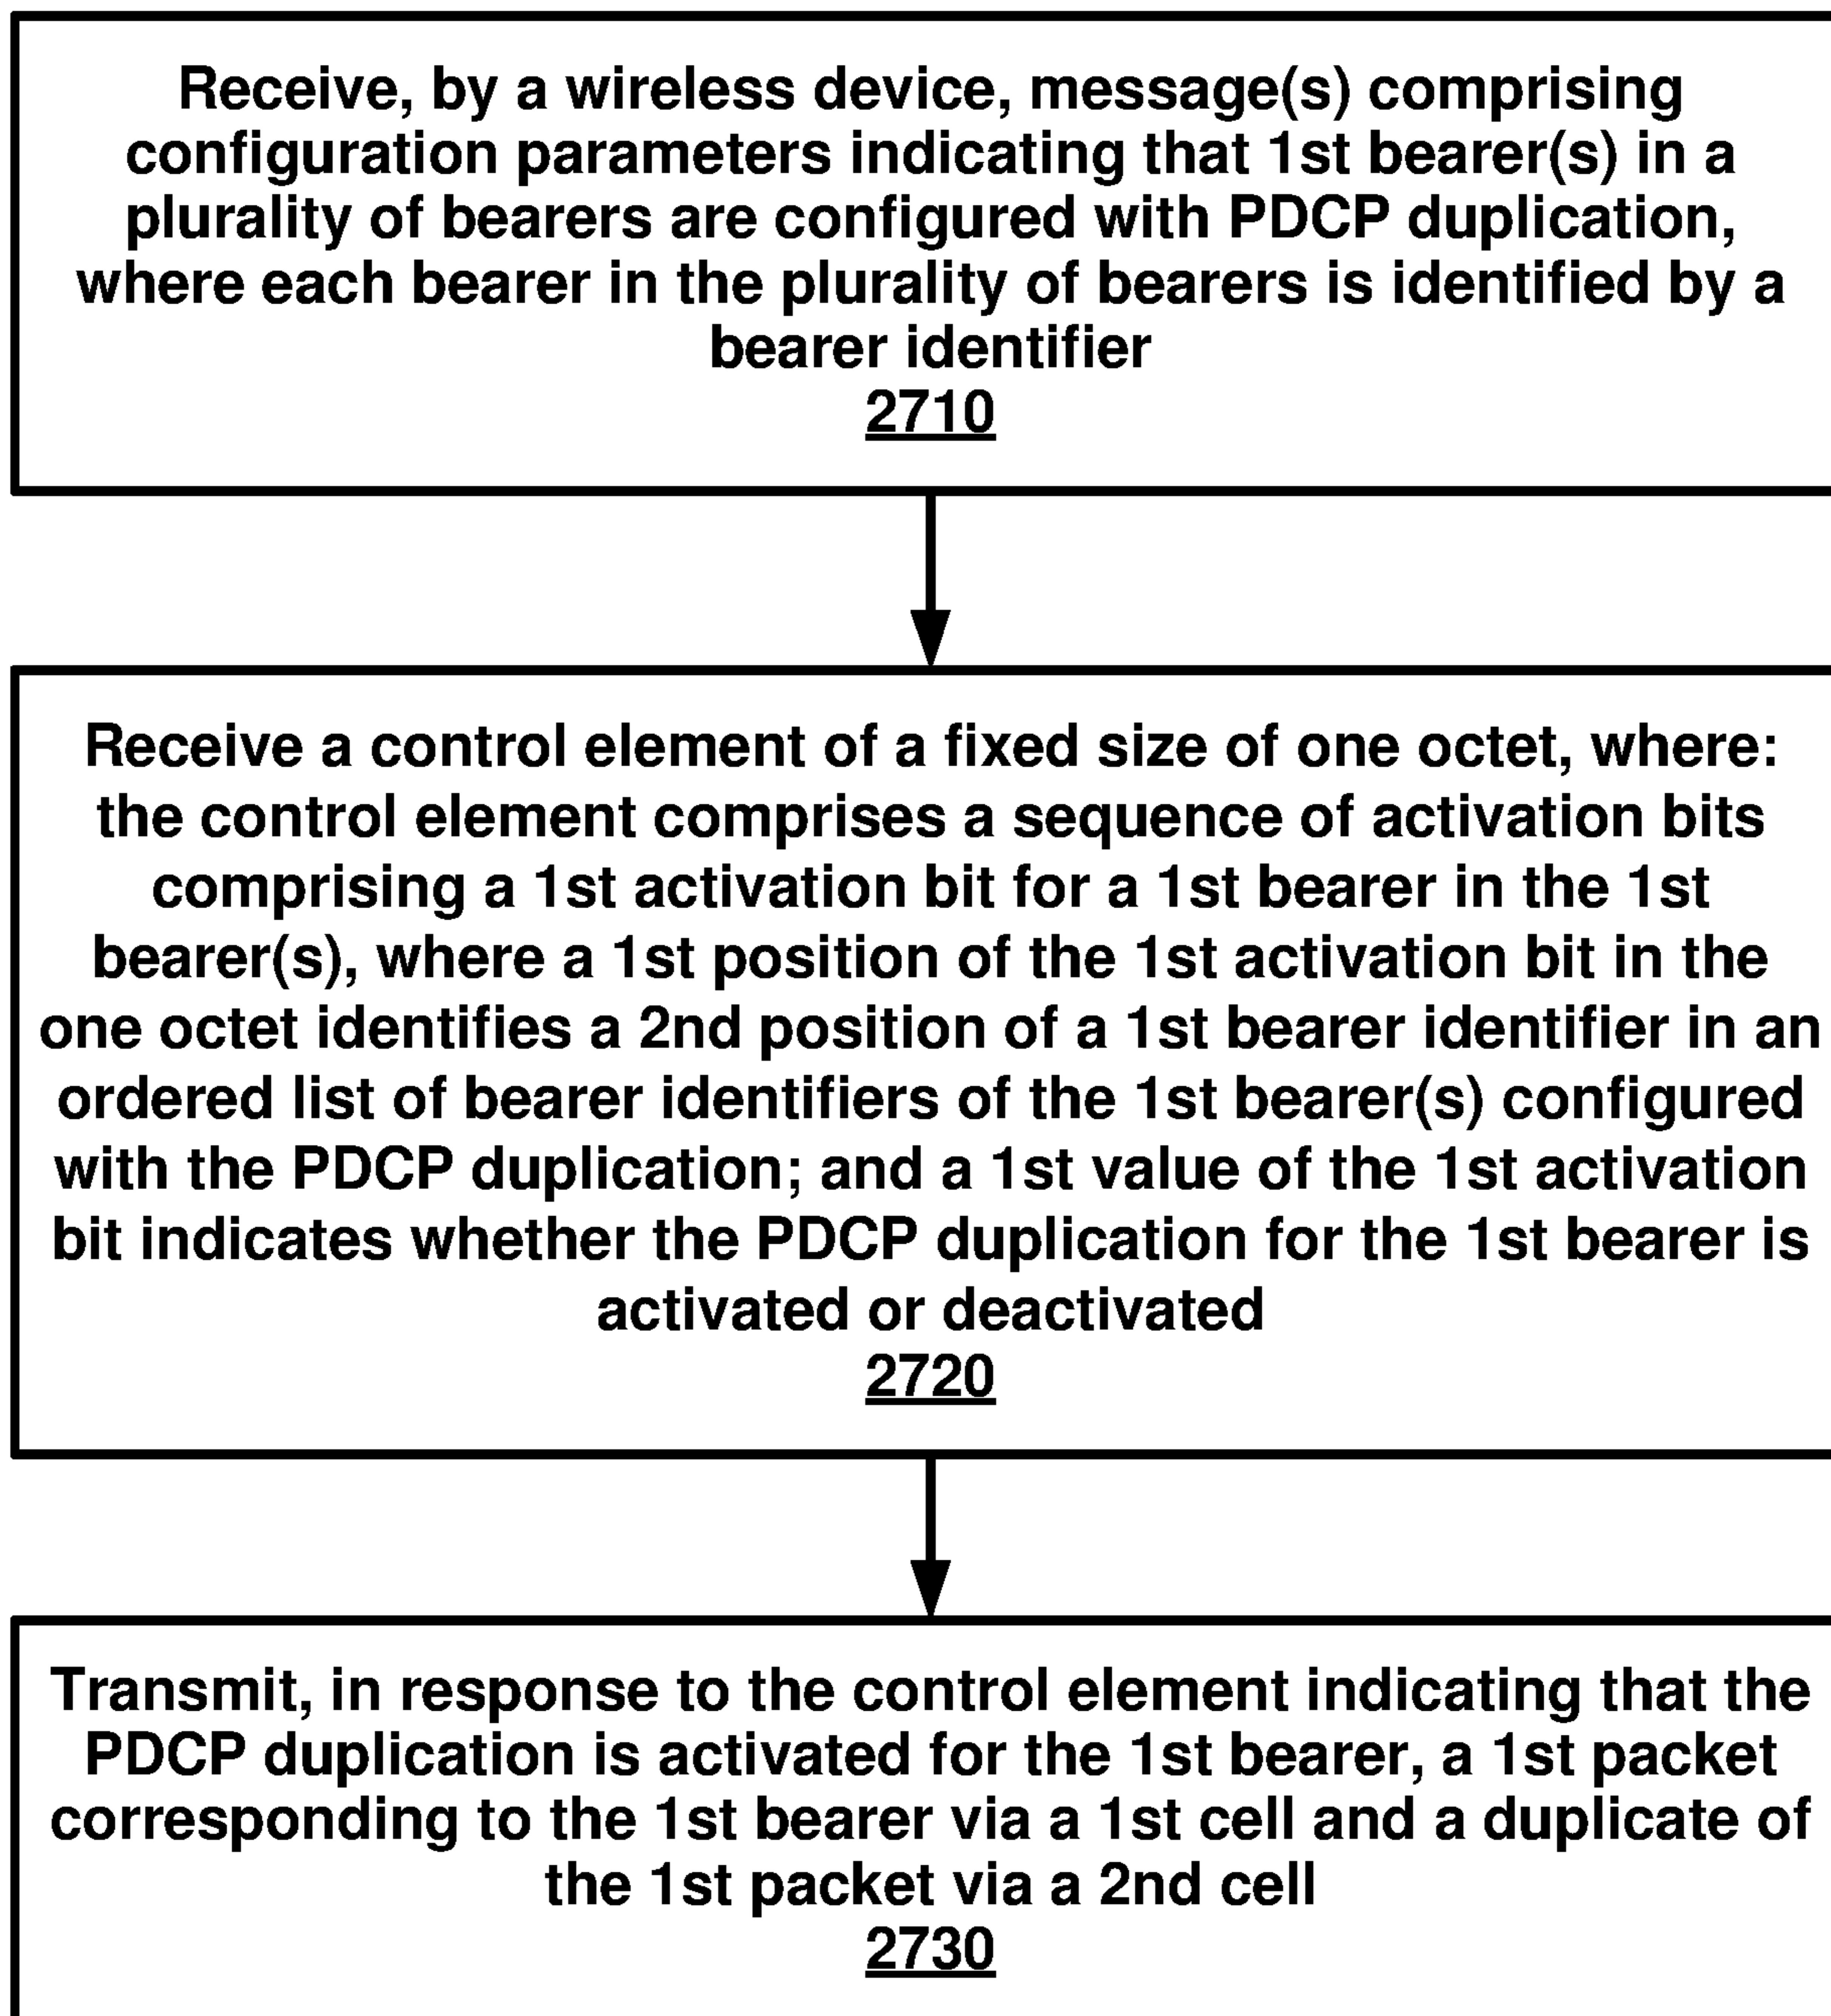 Receive, by a wireless device, message(s) comprising
configuration parameters indicating that 1st bearer(s) in a
plurality of bearers are configured with PDCP duplication,
where each bearer in the plurality of bearers is identified by a
bearer identifier
2710
Receive a control element of a fixed size of one octet, where:
the control element comprises a sequence of activation bits
comprising a 1st activation bit for a 1st bearer in the 1st
bearer(s), where a 1st position of the 1st activation bit in the
one octet identifies a 2nd position of a 1st bearer identifier in an
ordered list of bearer identifiers of the 1st bearer(s) configured
with the PDCP duplication; and a 1st value of the 1st activation
bit indicates whether the PDCP duplication for the 1st bearer is
activated or deactivated
2720
Transmit, in response to the control element indicating that the
PDCP duplication is activated for the 1st bearer, a 1st packet
corresponding to the 1st bearer via a 1st cell and a duplicate of
the 1st packet via a 2nd cell
2730